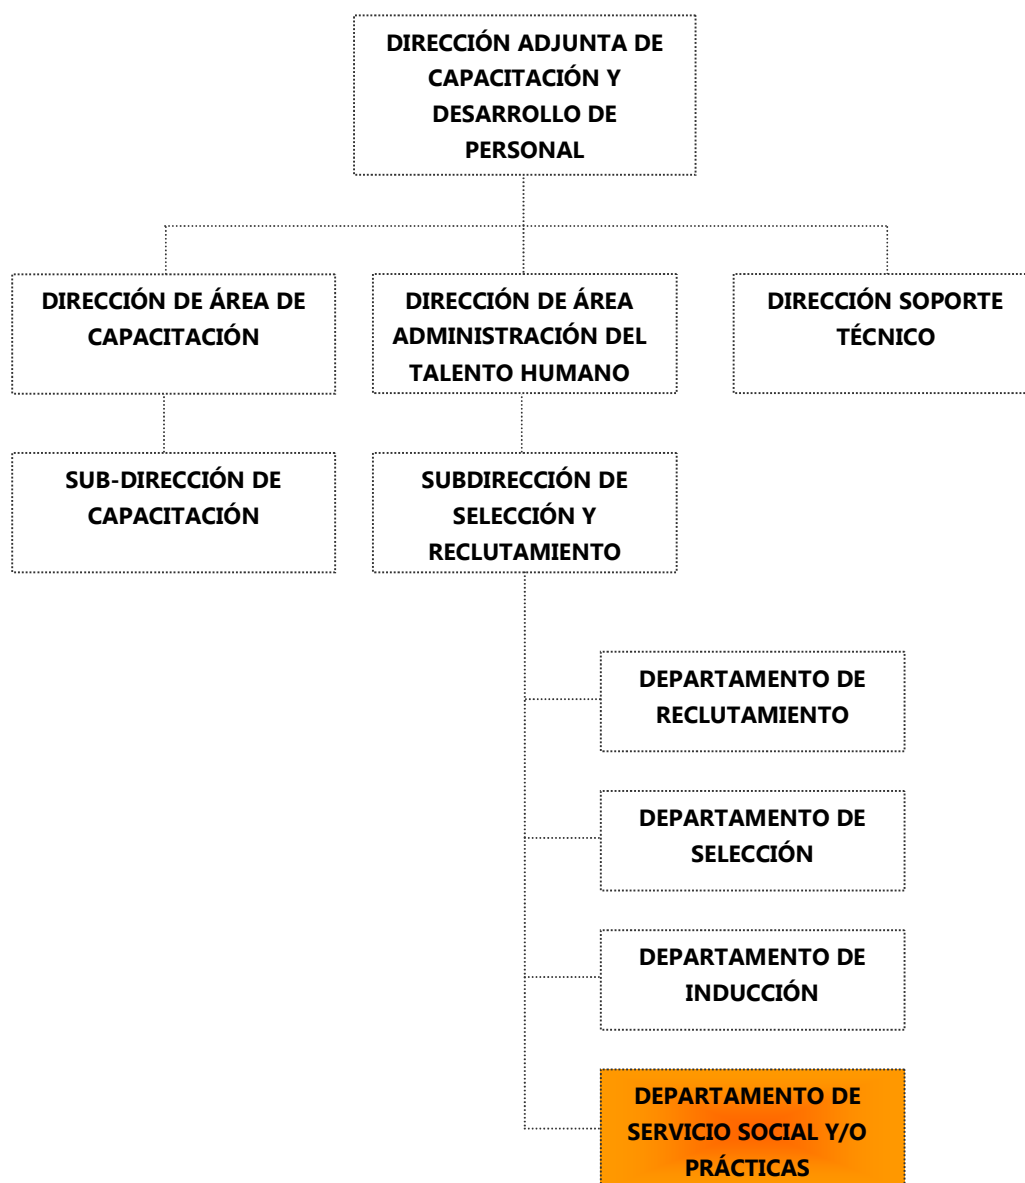 DIRECCIÓN ADJUNTA DE
CAPACITACIÓN Y
DESARROLLO DE
PERSONAL
DIRECCIÓN DE ÁREA DE
CAPACITACIÓN
DIRECCIÓN DE ÁREA
ADMINISTRACIÓN DEL
TALENTO HUMANO
DIRECCIÓN SOPORTE
TÉCNICO
SUB-DIRECCIÓN DE
CAPACITACIÓN
SUBDIRECCIÓN DE
SELECCIÓN Y
RECLUTAMIENTO
DEPARTAMENTO DE
RECLUTAMIENTO
DEPARTAMENTO DE
SELECCIÓN
DEPARTAMENTO DE
INDUCCIÓN
DEPARTAMENTO DE
SERVICIO SOCIAL Y/O
PRÁCTICAS